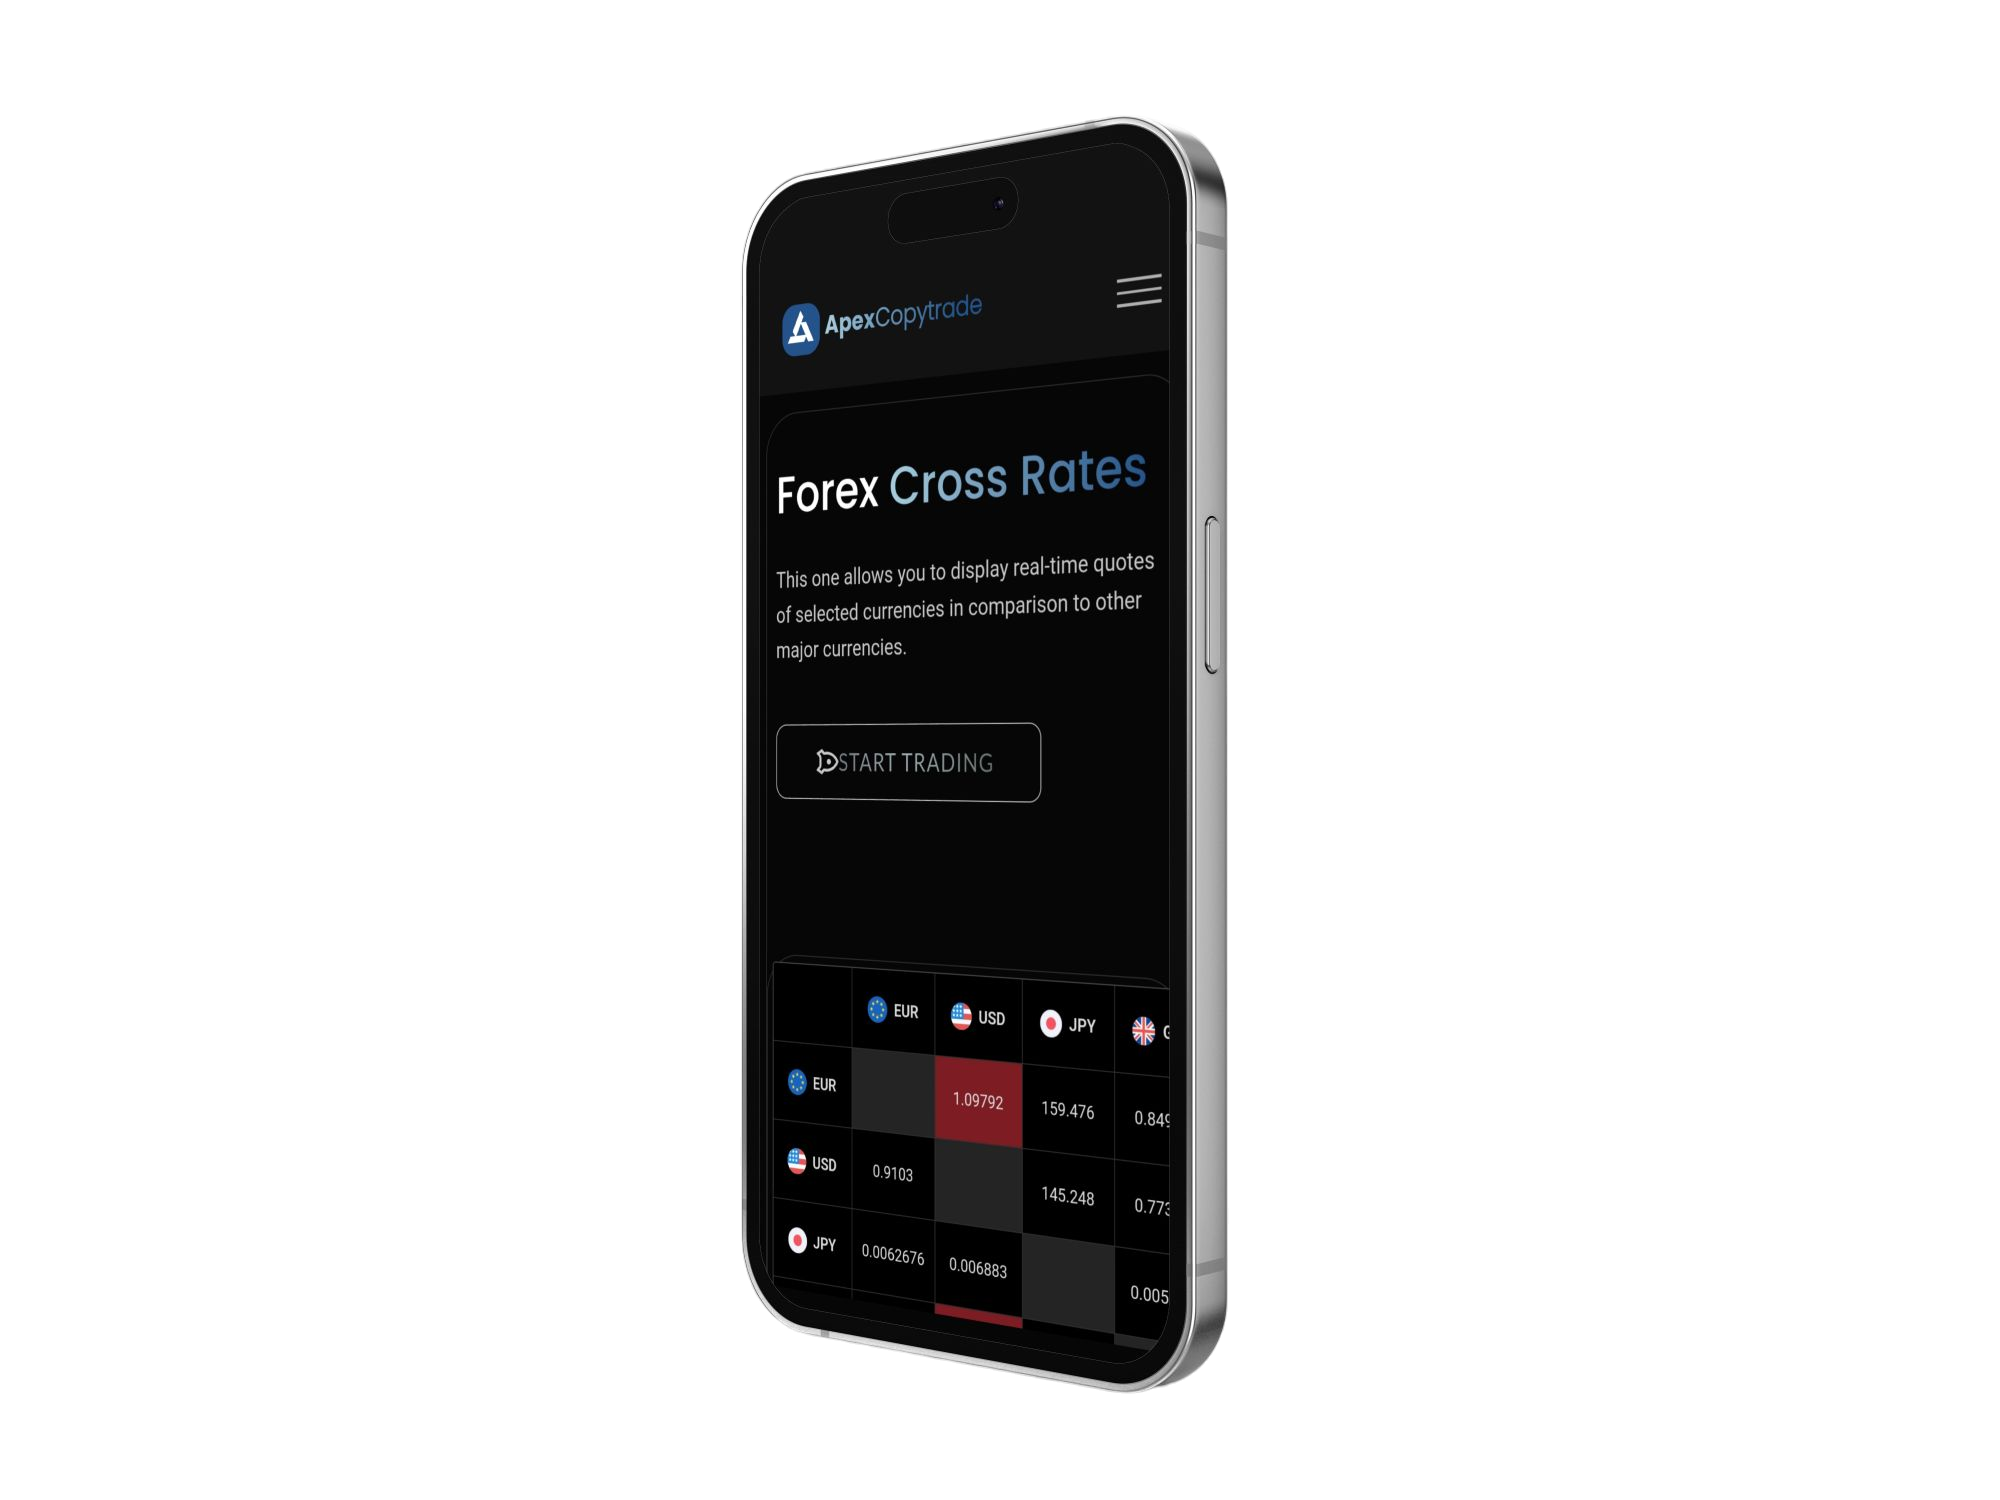 ApexCopytrade
Forex Cross Rates
This one allows you to display real-time quotes
of selected currencies in comparison to other
major currencies.
START TRADING
EUR USD JPY G
EUR 1.09792 159.476 0.849
USD 0.9103 145.248 0.773
JPY 0.0062676 0.006883 0.005